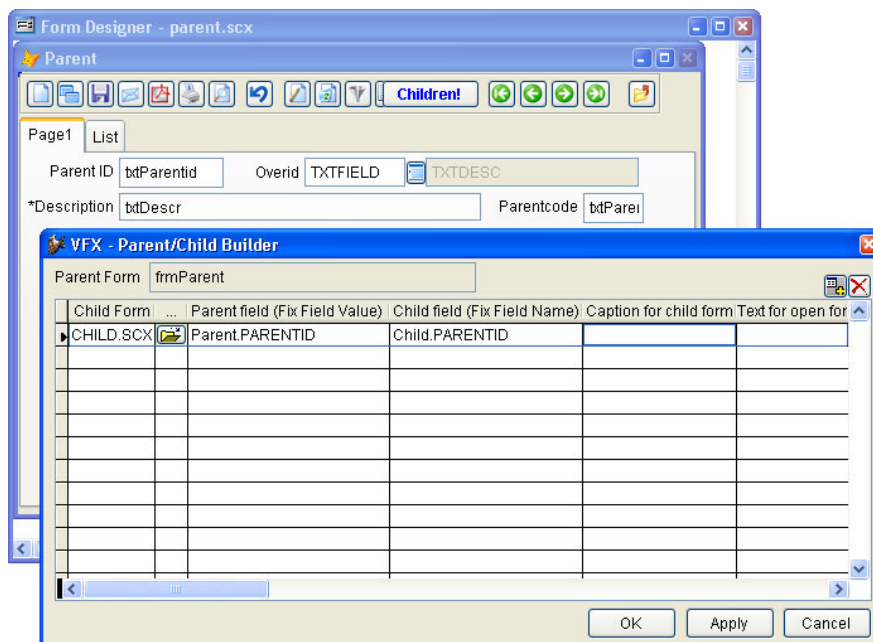 Form Designer - parent.scx
Parent
Children!
Page1 List
Parent ID txtParentid Overid TXTFIELD TXTDESC
*Description txtDescr Parentcode txtParei
VFX - Parent/Child Builder
Parent Form frmParent
Child Form ... Parent field (Fix Field Value) Child field (Fix Field Name) Caption for child form Text for open for
CHILD.SCX Parent.PARENTID Child.PARENTID
OK Apply Cancel